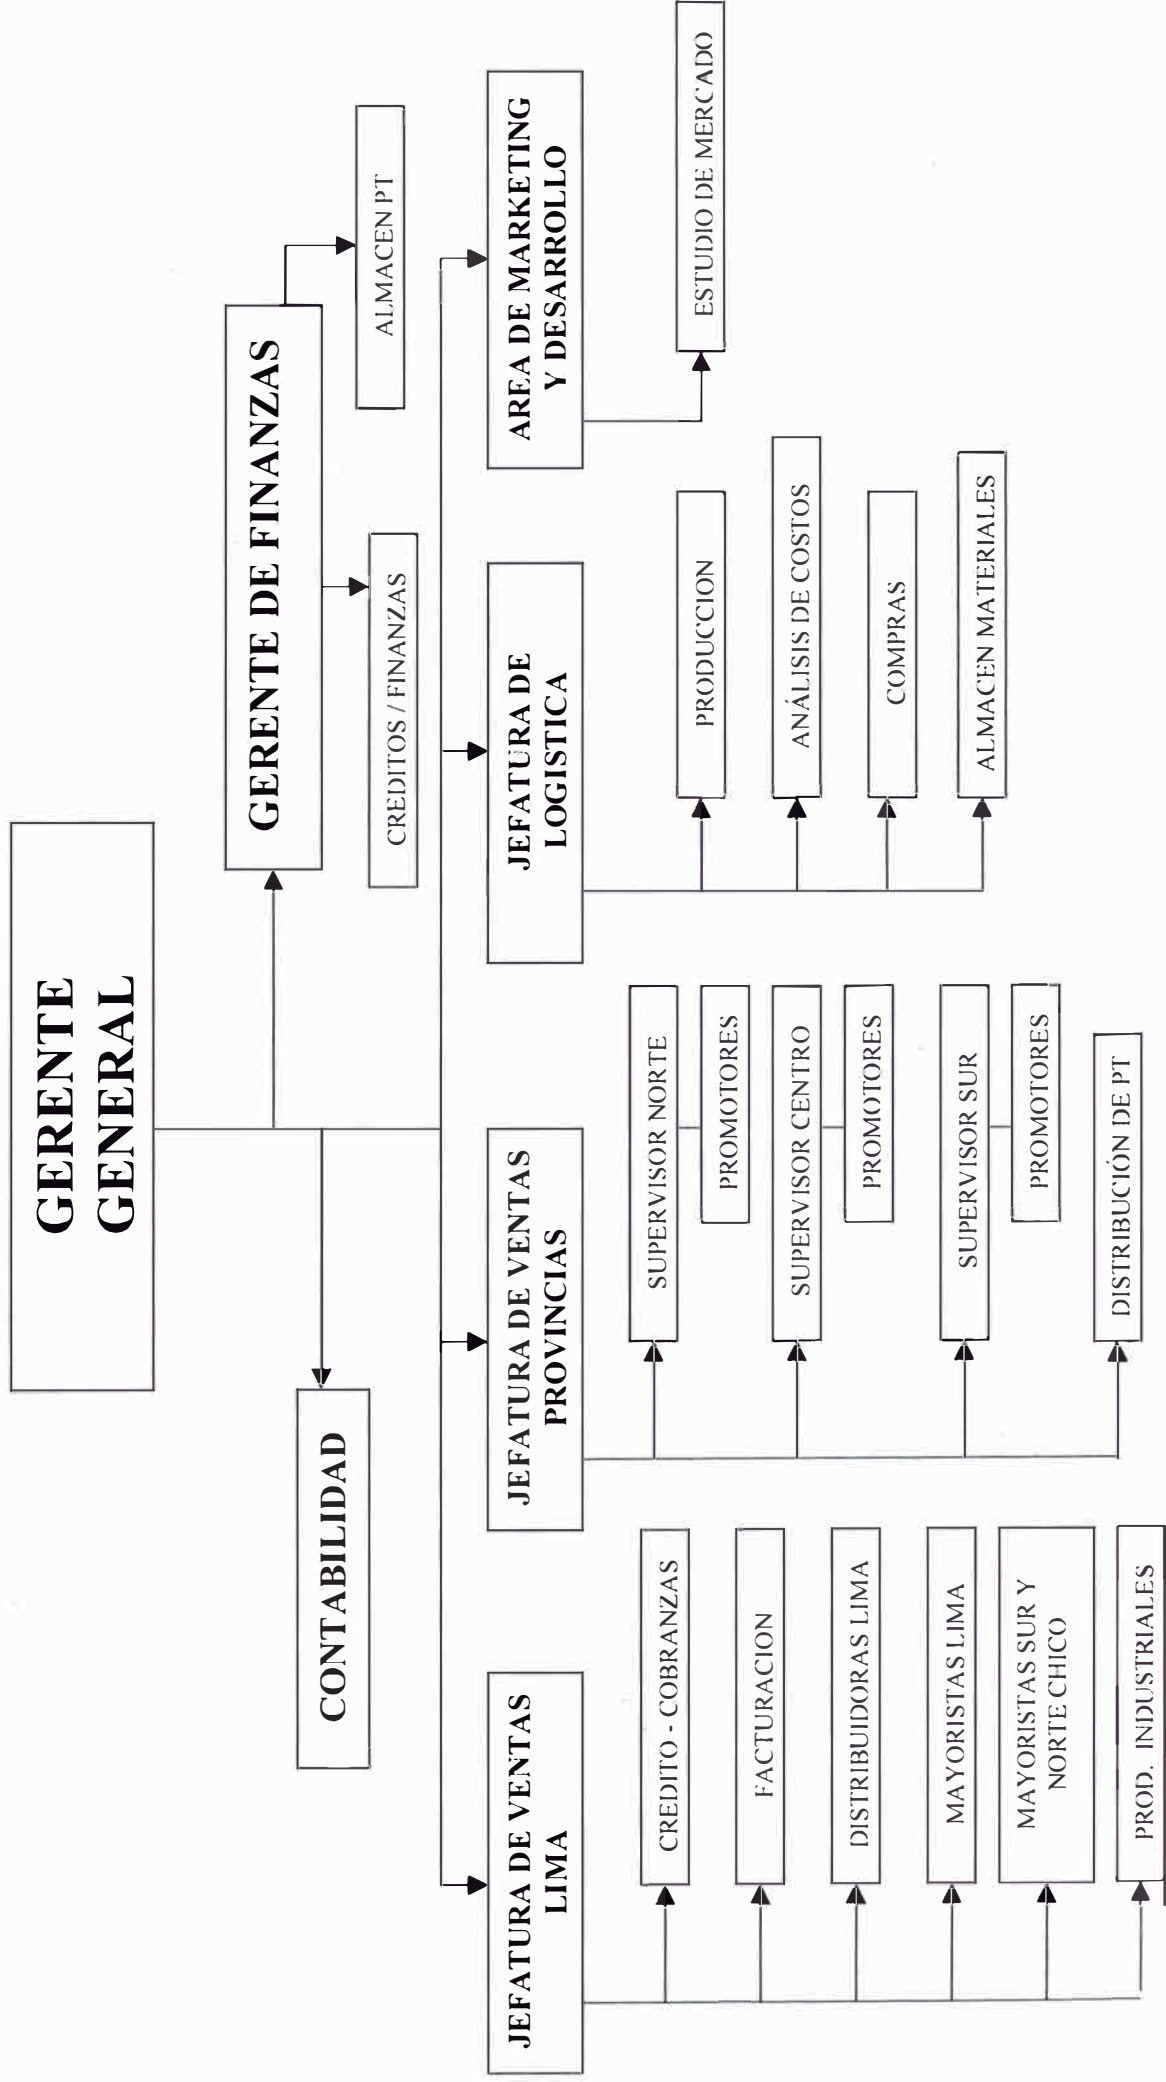 GERENTE
GENERAL
GERENTE DE FINANZAS
CONTABILIDAD
CREDITOS / FINANZAS
ALMACEN PT
JEFATURA DE VENTAS
LIMA
CREDITO - COBRANZAS
FACTURACION
DISTRIBUIDORAS LIMA
MAYORISTAS LIMA
MAYORISTAS SUR Y
NORTE CHICO
PROD. INDUSTRIALES
JEFATURA DE VENTAS
PROVINCIAS
SUPERVISOR NORTE
PROMOTORES
SUPERVISOR CENTRO
PROMOTORES
SUPERVISOR SUR
PROMOTORES
DISTRIBUCIÓN DE PT
JEFATURA DE
LOGISTICA
PRODUCCION
ANÁLISIS DE COSTOS
COMPRAS
ALMACEN MATERIALES
AREA DE MARKETING
Y DESARROLLO
ESTUDIO DE MERCADO